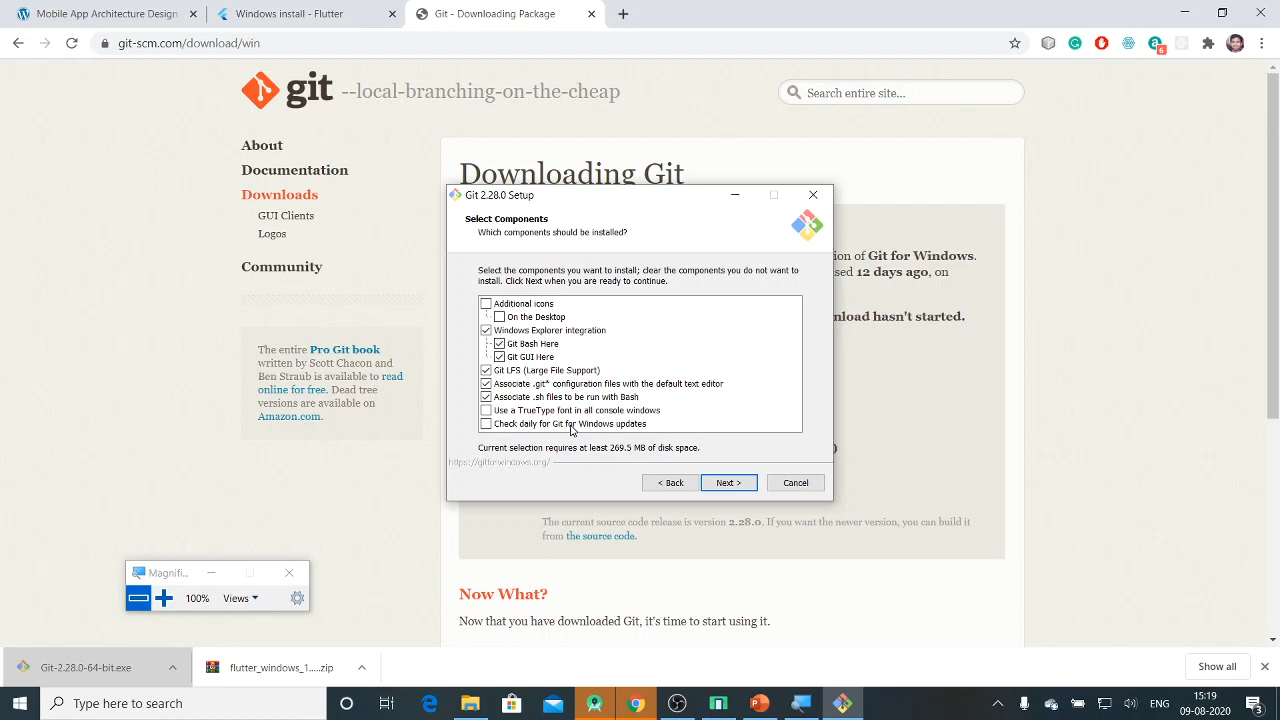 Mobile App Architecture Design
Windows install - Flutter
Git - Downloading Package
git-scm.com/download/win
6
git --local-branching-on-the-cheap
Search entire site...
About
Documentation
Downloads
GUI Clients
Logos
Community
The entire Pro Git book
written by Scott Chacon and
Ben Straub is available to read
online for free. Dead tree
versions are available on
Amazon.com.
Downloading Git
ion of Git for Windows.
sed 12 days ago, on
nload hasn't started.
Git 2.28.0 Setup
Select Components
Which components should be installed?
Select the components you want to install; clear the components you do not want to
install. Click Next when you are ready to continue.
Additional icons
On the Desktop
Windows Explorer integration
Git Bash Here
Git GUI Here
Git LFS (Large File Support)
Associate .git* configuration files with the default text editor
Associate .sh files to be run with Bash
Use a TrueType font in all console windows
Check daily for Git for Windows updates
Current selection requires at least 269.5 MB of disk space.
https://gitforwindows.org/
< Back
Next >
Cancel
The current source code release is version 2.28.0. If you want the newer version, you can build it
from the source code.
Now What?
Now that you have downloaded Git, it's time to start using it.
Magnifi...
100%
Views
Git-2.28.0-64-bit.exe
flutter_windows_1.....zip
Show all
Type here to search
15:19
09-08-2020
3